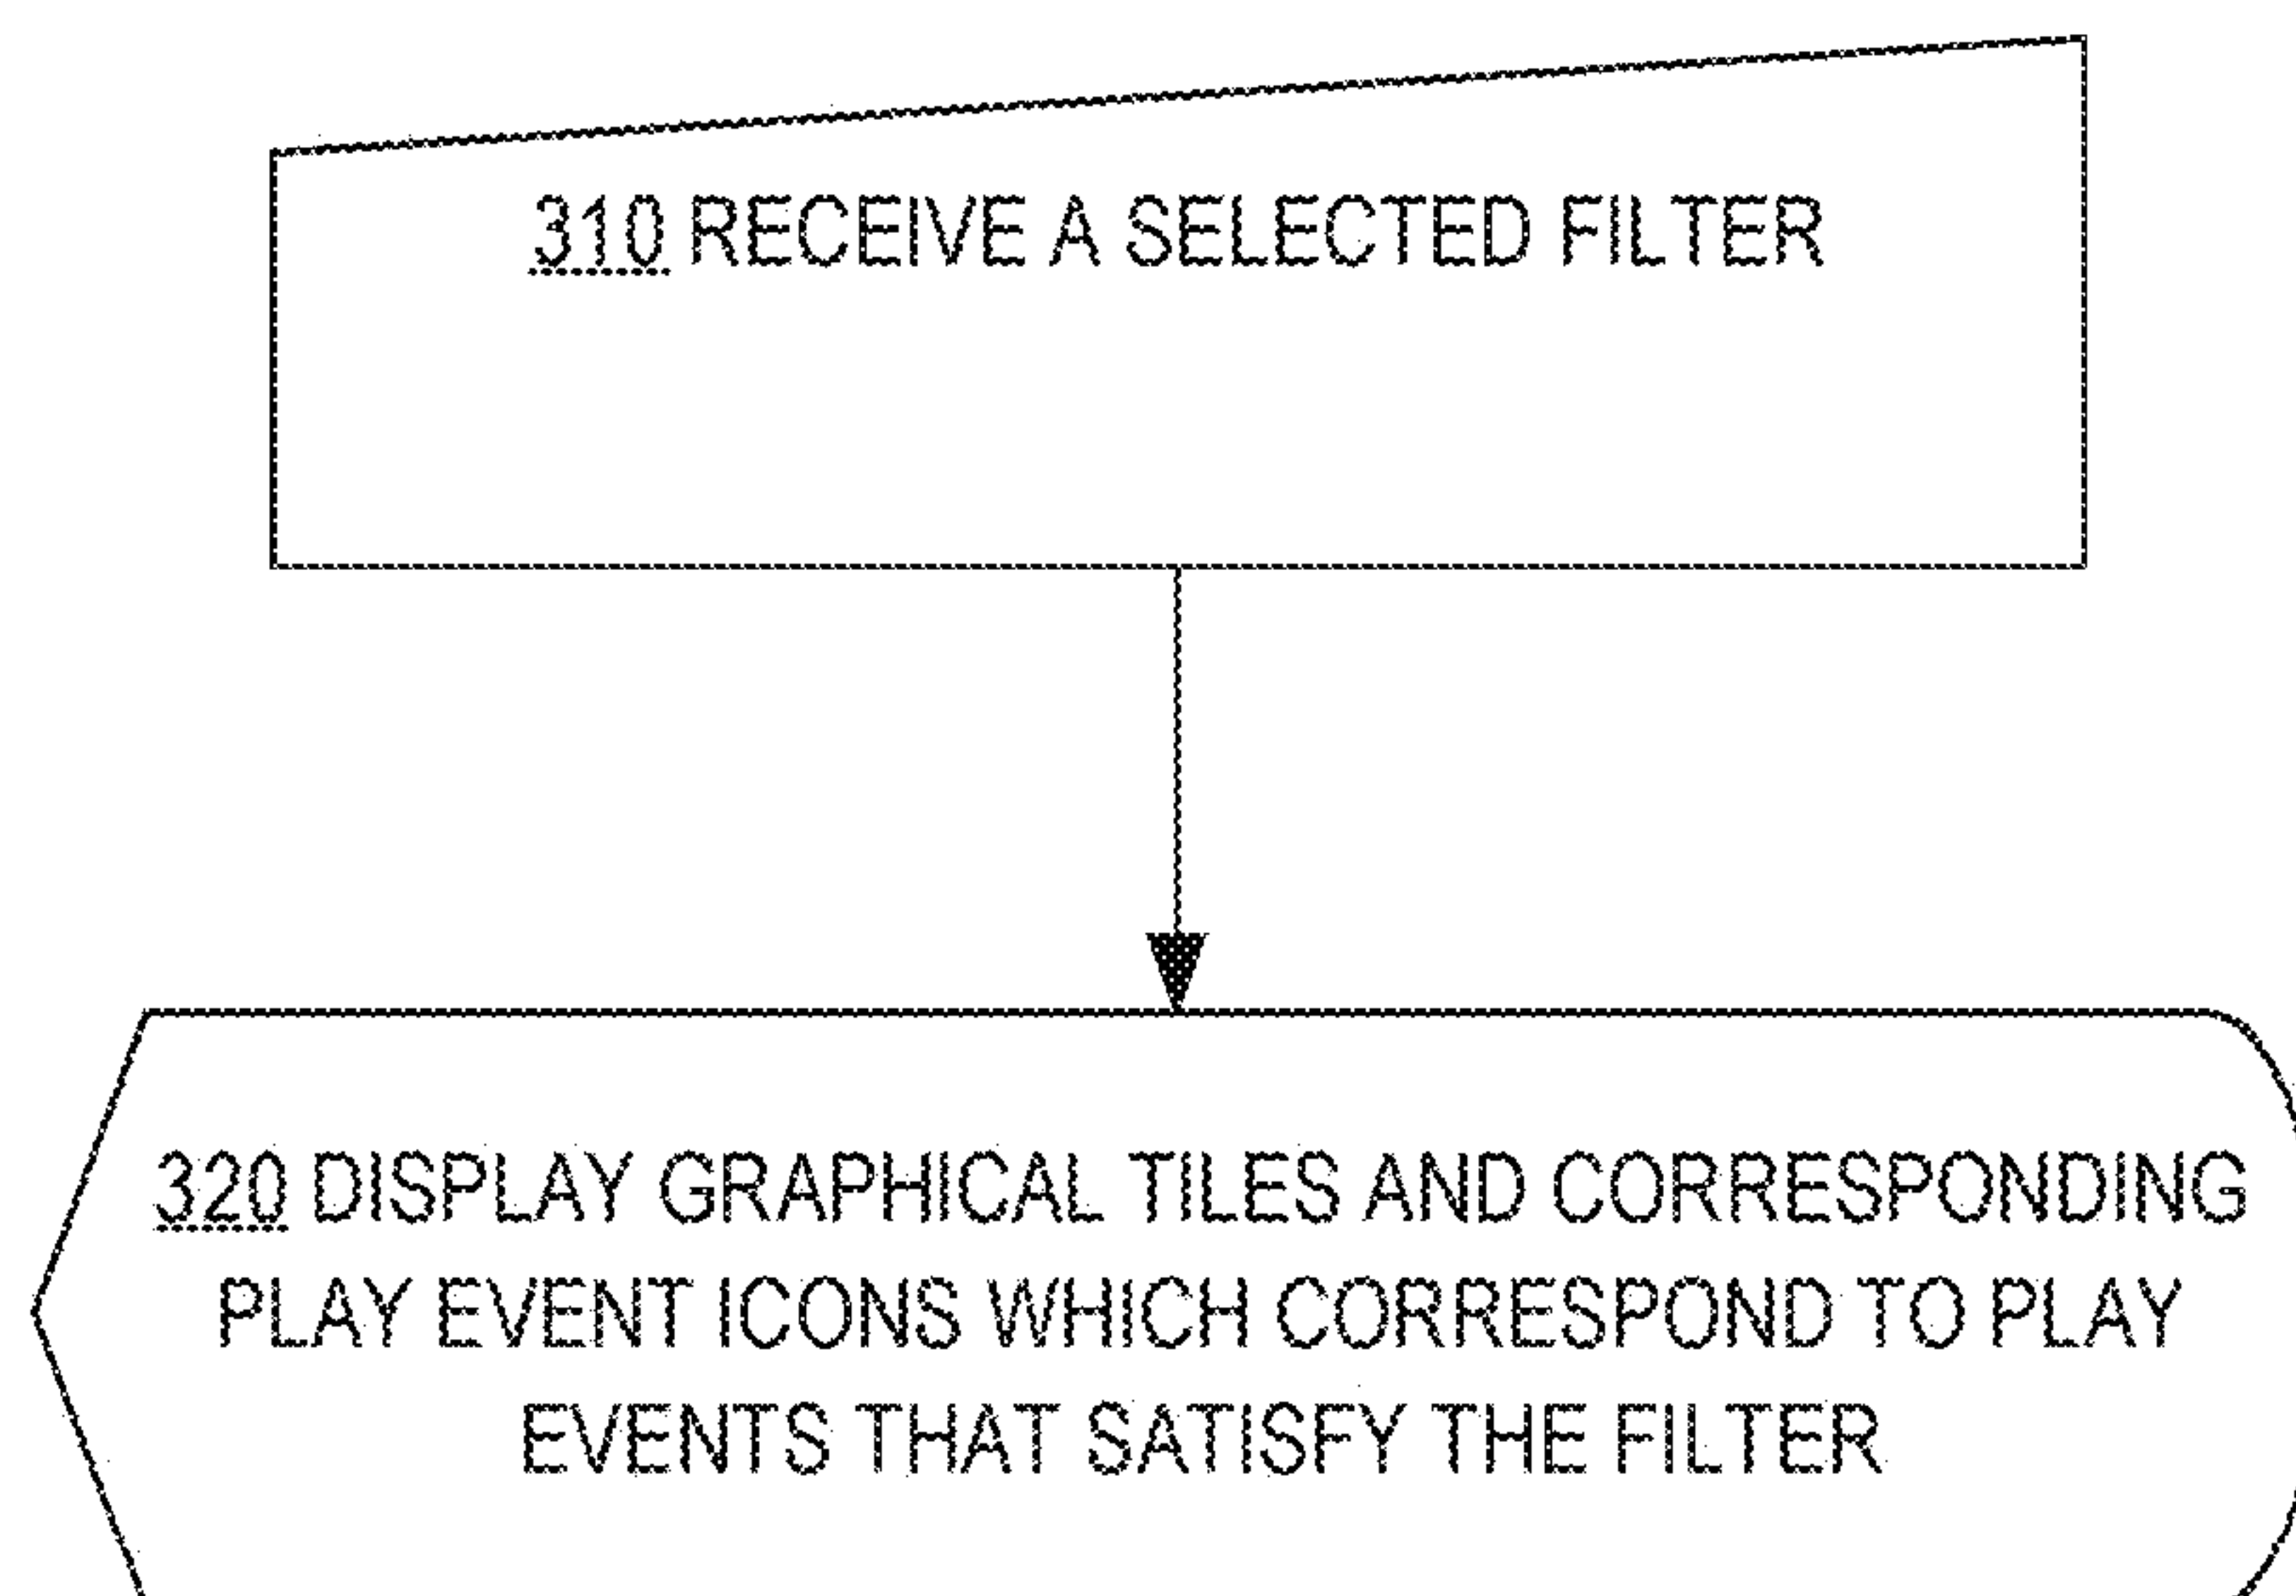 310 RECEIVE A SELECTED FILTER
320 DISPLAY GRAPHICAL TILES AND CORRESPONDING
PLAY EVENT ICONS WHICH CORRESPOND TO PLAY
EVENTS THAT SATISFY THE FILTER